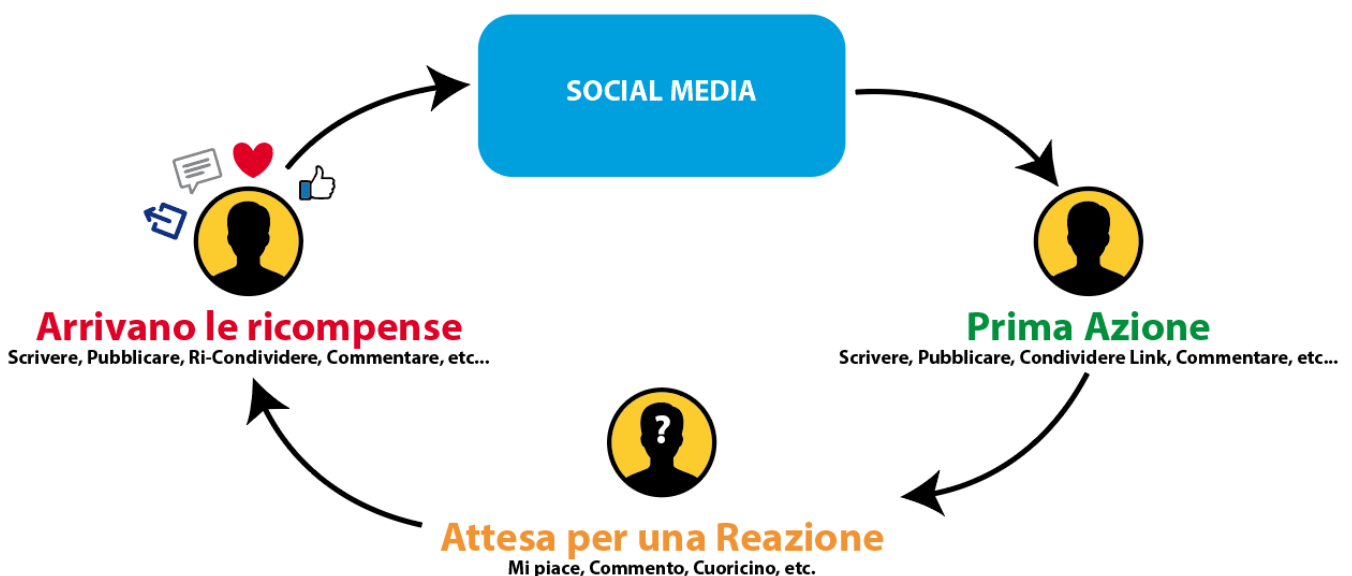 SOCIAL MEDIA
Prima Azione
Scrivere, Pubblicare, Condividere Link, Commentare, etc...
?
Attesa per una Reazione
Mi piace, Commento, Cuoricino, etc.
Arrivano le ricompense
Scrivere, Pubblicare, Ri-Condividere, Commentare, etc...